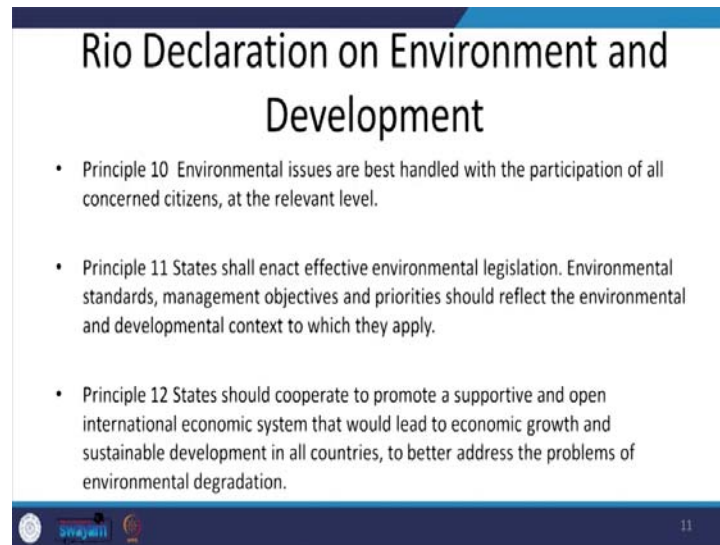 Rio Declaration on Environment and
Development
• Principle 10 Environmental issues are best handled with the participation of all
concerned citizens, at the relevant level.
• Principle 11 States shall enact effective environmental legislation. Environmental
standards, management objectives and priorities should reflect the environmental
and developmental context to which they apply.
• Principle 12 States should cooperate to promote a supportive and open
international economic system that would lead to economic growth and
sustainable development in all countries, to better address the problems of
environmental degradation.
swayam
11